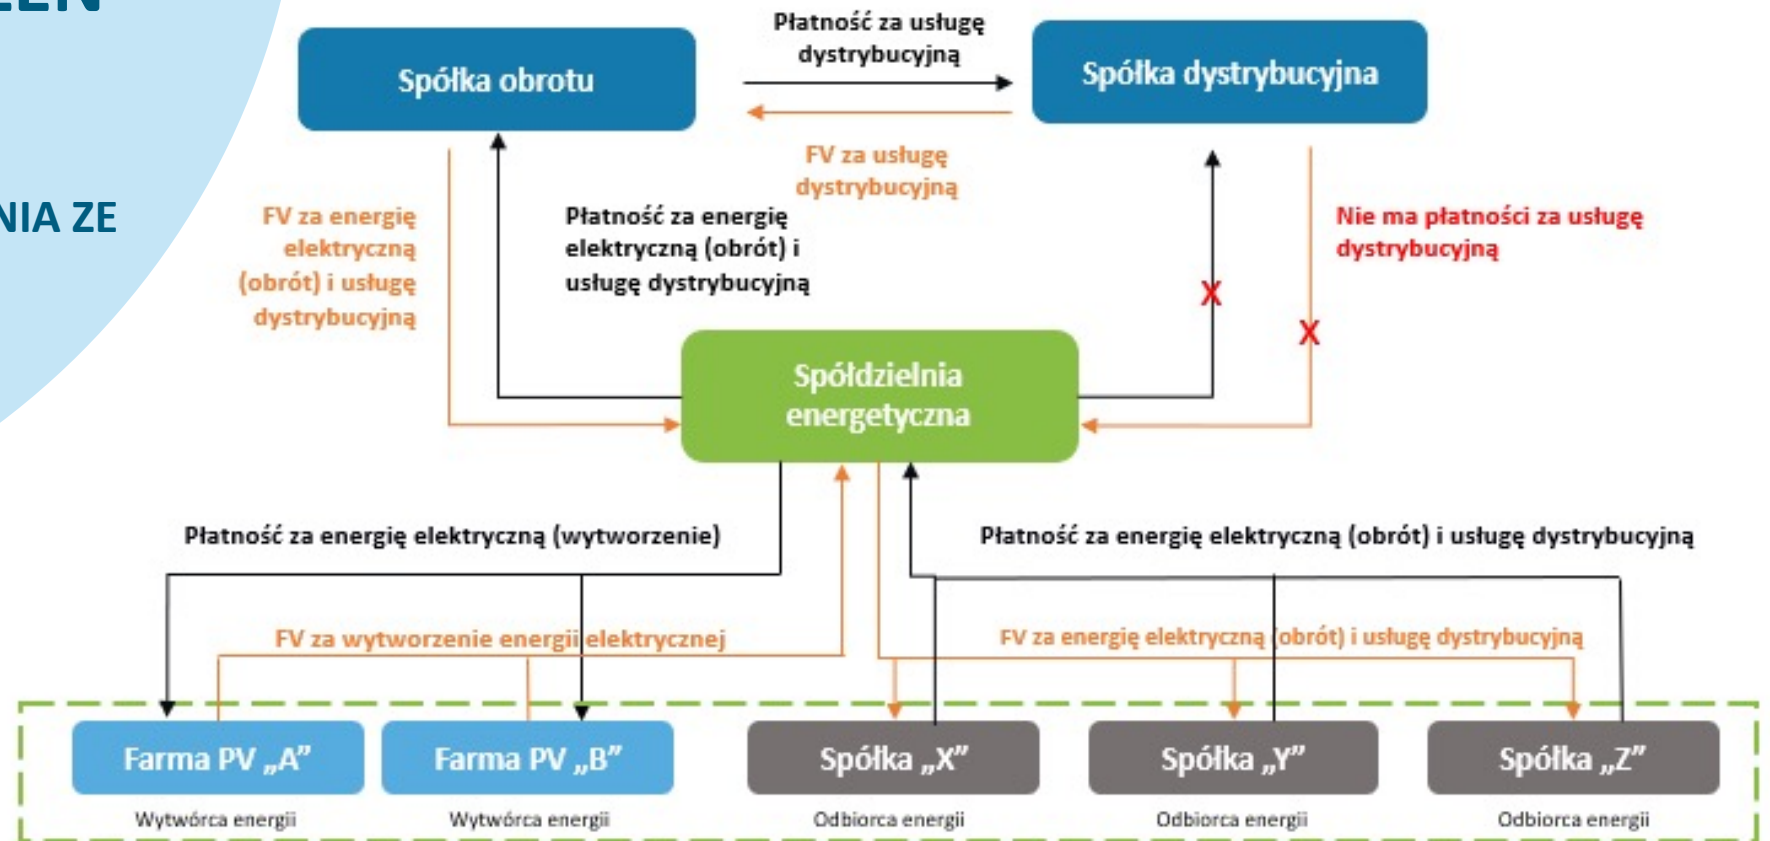 Płatność za usługę
dystrybucyjną
Spółka obrotu
Spółka dystrybucyjna
FV za usługę
dystrybucyjną
NIA ZE
FV za energię
elektryczną
(obrót) i usługę
dystrybucyjną
Płatność za energię
elektryczną (obrót) i
usługę dystrybucyjną
Nie ma płatności za usługę
dystrybucyjną
X
X
Spółdzielnia
energetyczna
Płatność za energię elektryczną (wytworzenie)
Płatność za energię elektryczną (obrót) i usługę dystrybucyjną
FV za wytworzenie energii elektrycznej
FV za energię elektryczną (obrót) i usługę dystrybucyjną
Farma PV „A”
Farma PV „B”
Spółka „X”
Spółka „Y”
Spółka „Z”
Wytwórca energii
Wytwórca energii
Odbiorca energii
Odbiorca energii
Odbiorca energii